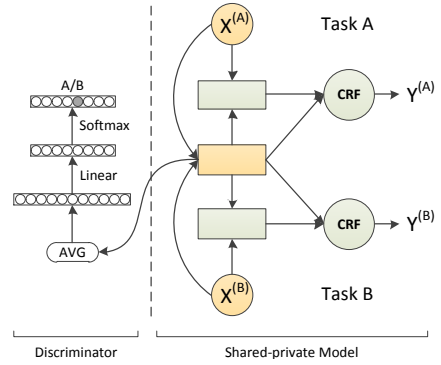 X(A)
Task A
A/B
Softmax
CRF
Y(A)
Linear
AVG
CRF
Y(B)
X(B)
Task B
Discriminator
Shared-private Model